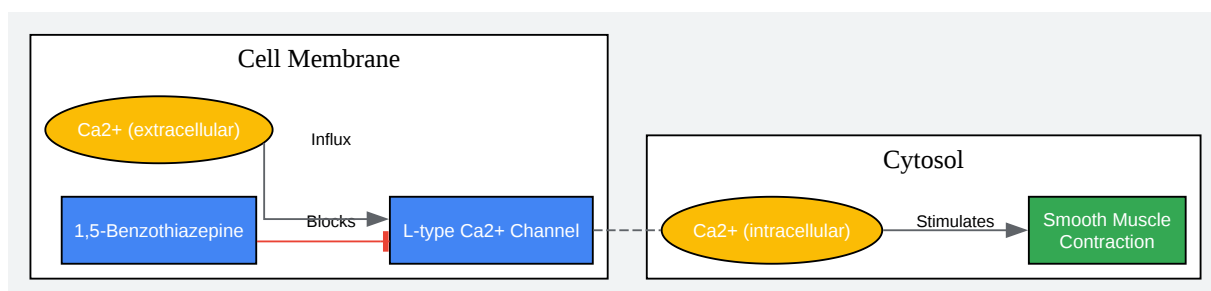 Cell Membrane
Ca2+ (extracellular)
Influx
1,5-Benzothiazepine
Blocks
L-type Ca2+ Channel
Cytosol
Ca2+ (intracellular)
Stimulates
Smooth Muscle
Contraction